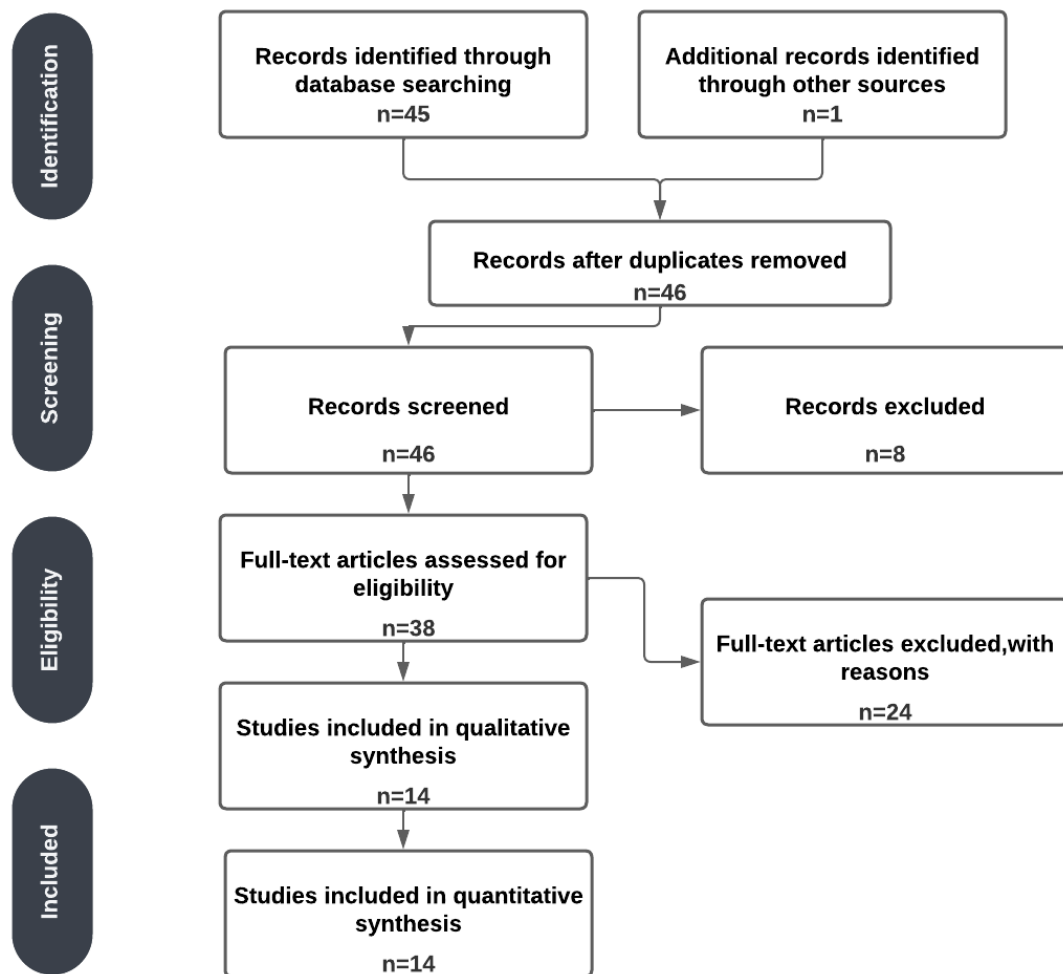 Identification
Records identified through
database searching
n=45
Additional records identified
through other sources
n=1
Records after duplicates removed
n=46
Screening
Records screened
n=46
Records excluded
n=8
Eligibility
Full-text articles assessed for
eligibility
n=38
Full-text articles excluded,with
reasons
n=24
Studies included in qualitative
synthesis
n=14
Included
Studies included in quantitative
synthesis
n=14